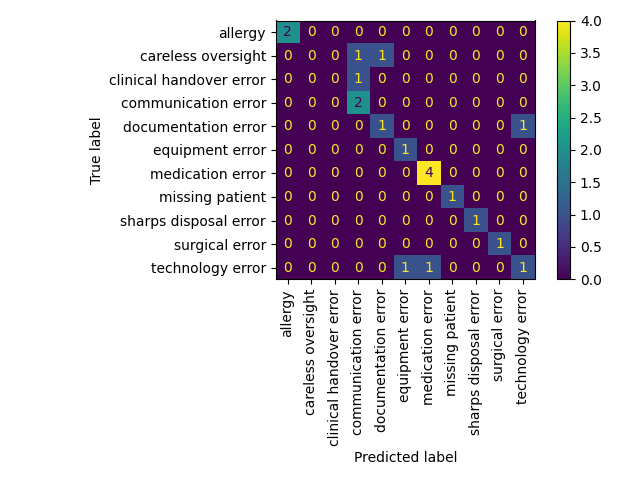 allergy 2 0 0 0 0 0 0 0 0 0 0
careless oversight 0 0 0 1 1 0 0 0 0 0 0
clinical handover error 0 0 0 1 0 0 0 0 0 0 0
communication error 0 0 0 2 0 0 0 0 0 0 0
documentation error 0 0 0 0 1 0 0 0 0 0 1
equipment error 0 0 0 0 0 1 0 0 0 0 0
medication error 0 0 0 0 0 0 4 0 0 0 0
missing patient 0 0 0 0 0 0 0 1 0 0 0
sharps disposal error 0 0 0 0 0 0 0 0 1 0 0
surgical error 0 0 0 0 0 0 0 0 0 1 0
technology error 0 0 0 0 0 1 1 0 0 0 1
True label
allergy
careless oversight
clinical handover error
communication error
documentation error
equipment error
medication error
missing patient
sharps disposal error
surgical error
technology error
Predicted label
4.0
3.5
3.0
2.5
2.0
1.5
1.0
0.5
0.0